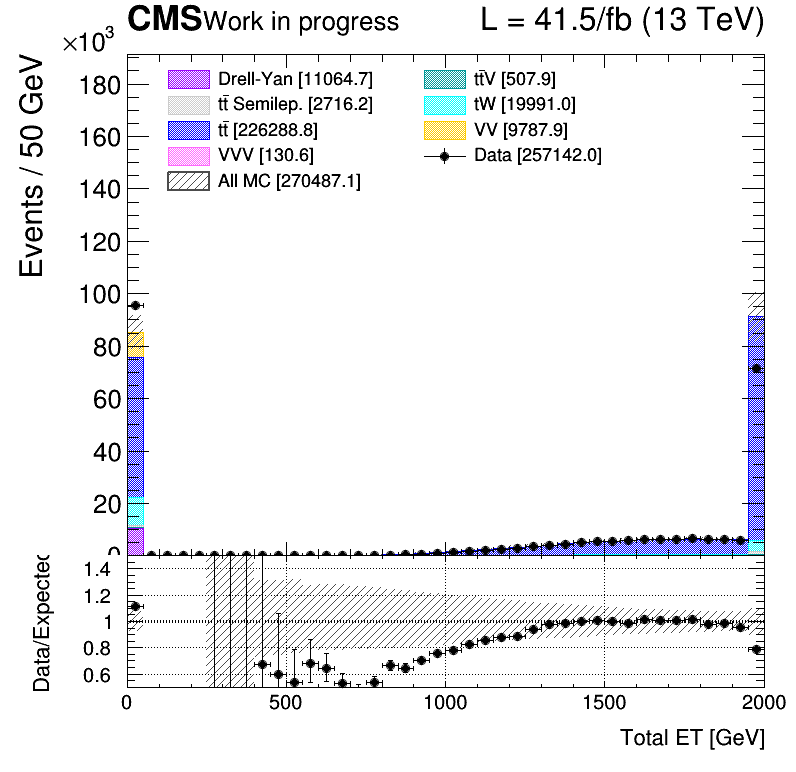 CMS Work in progress L = 41.5/fb (13 TeV)
×10³
Events / 50 GeV
180
160
140
120
100
80
60
40
20
0
Drell-Yan [11064.7]
tt̄ Semilep. [2716.2]
tt̄ [226288.8]
VVV [130.6]
All MC [270487.1]
tt̄V [507.9]
tW [19991.0]
VV [9787.9]
Data [257142.0]
Data/Expected
1.4
1.2
1
0.8
0.6
0 500 1000 1500 2000
Total ET [GeV]